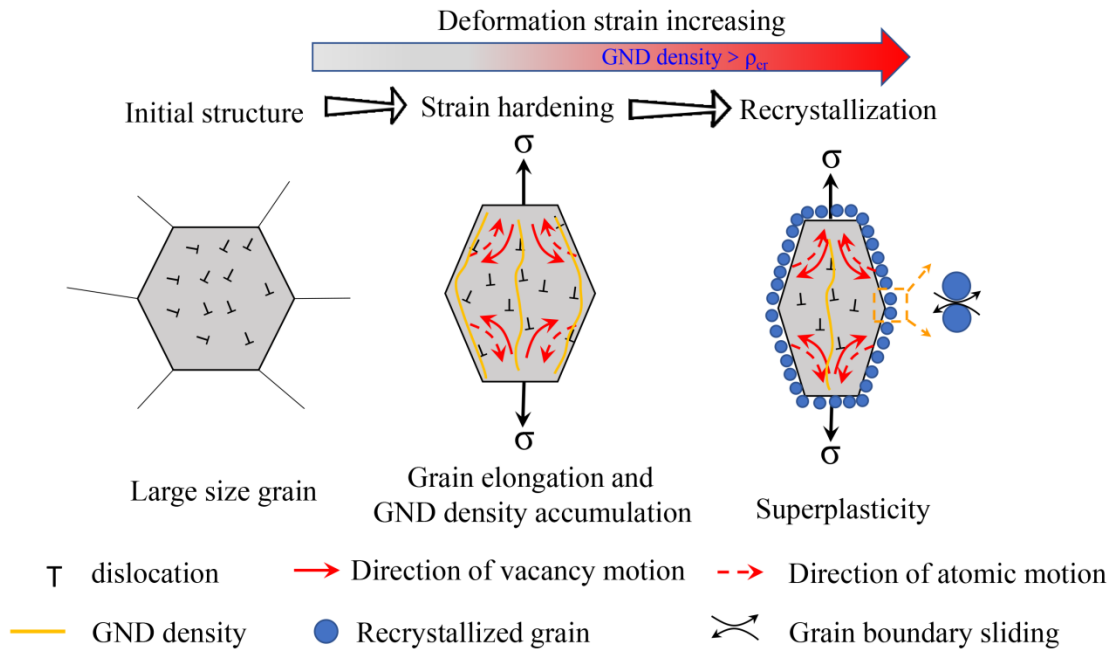 Deformation strain increasing
GND density > ρcr
Initial structure
Strain hardening
Recrystallization
σ
σ
σ
σ
Large size grain
Grain elongation and
GND density accumulation
Superplasticity
dislocation
Direction of vacancy motion
Direction of atomic motion
GND density
Recrystallized grain
Grain boundary sliding